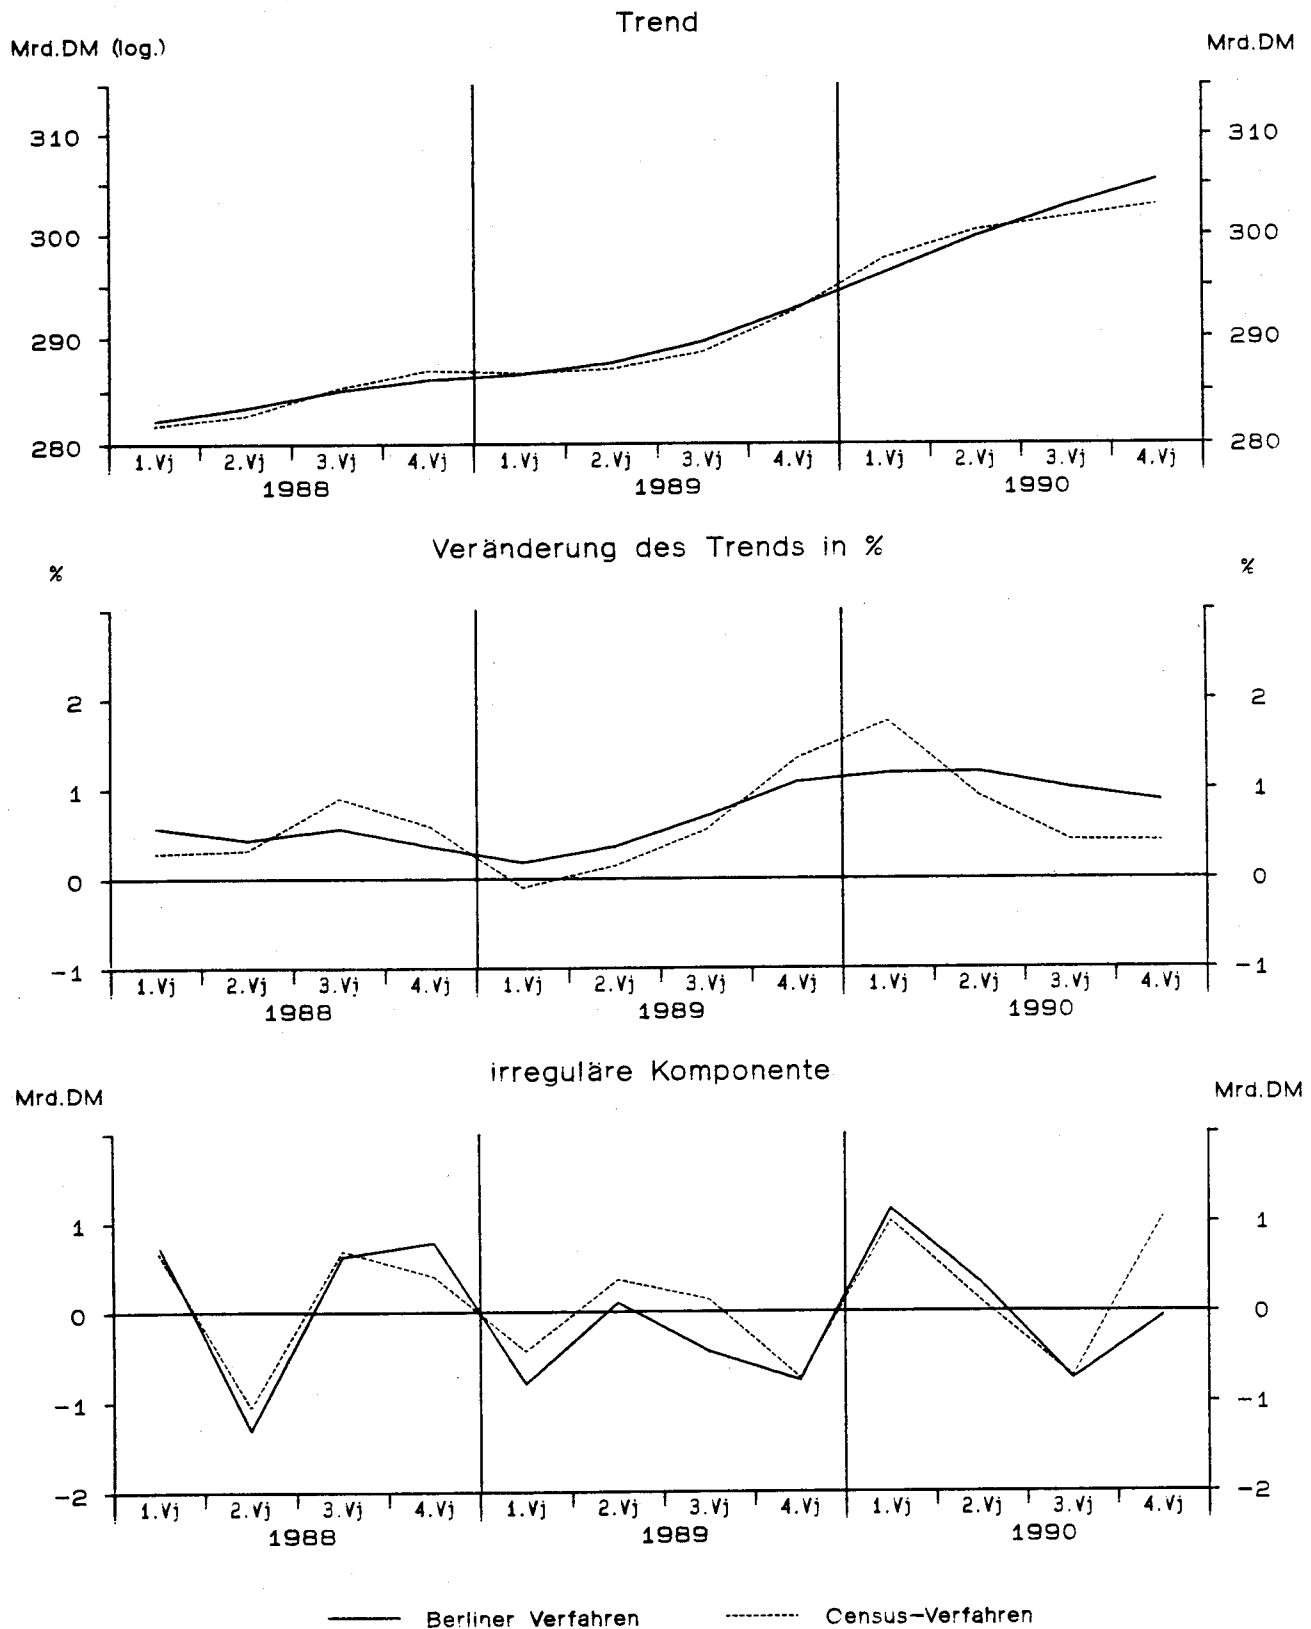 Trend
Mrd.DM (log.) Mrd.DM
310 310
300 300
290 290
280 280
1.Vj 2.Vj 3.Vj 4.Vj 1.Vj 2.Vj 3.Vj 4.Vj 1.Vj 2.Vj 3.Vj 4.Vj
1988 1989 1990
Veränderung des Trends in %
% %
2 2
1 1
0 0
-1 -1
1.Vj 2.Vj 3.Vj 4.Vj 1.Vj 2.Vj 3.Vj 4.Vj 1.Vj 2.Vj 3.Vj 4.Vj
1988 1989 1990
irreguläre Komponente
Mrd.DM Mrd.DM
1 1
0 0
-1 -1
-2 -2
1.Vj 2.Vj 3.Vj 4.Vj 1.Vj 2.Vj 3.Vj 4.Vj 1.Vj 2.Vj 3.Vj 4.Vj
1988 1989 1990
Berliner Verfahren Census-Verfahren